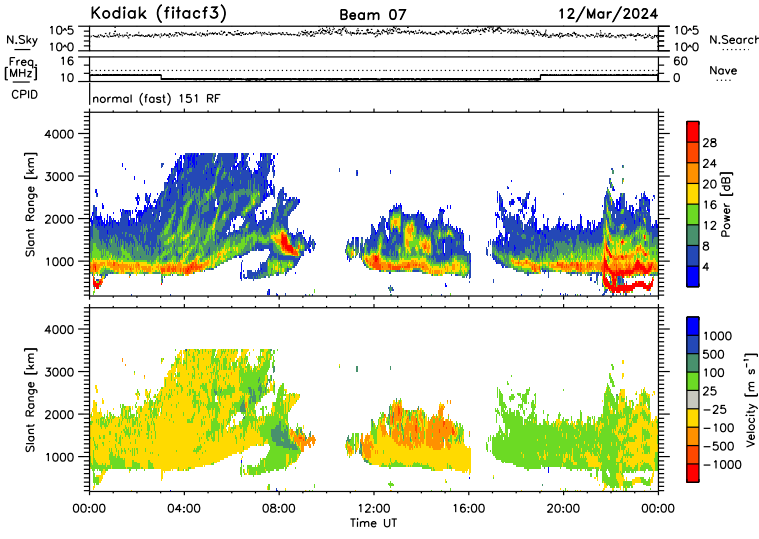 Kodiak (fitacf3) Beam 07 12/Mar/2024
N.Sky 10^5 10^0 10^5 10^0 N.Search
Freq. [MHz] 16 10 60 0 Nave
CPID normal (fast) 151 RF
Slant Range [km] 4000 3000 2000 1000
28 24 20 16 12 8 4 Power [dB]
Slant Range [km] 4000 3000 2000 1000
1000 500 100 25 −25 −100 −500 −1000 Velocity [m s⁻¹]
00:00 04:00 08:00 12:00 16:00 20:00 00:00
Time UT